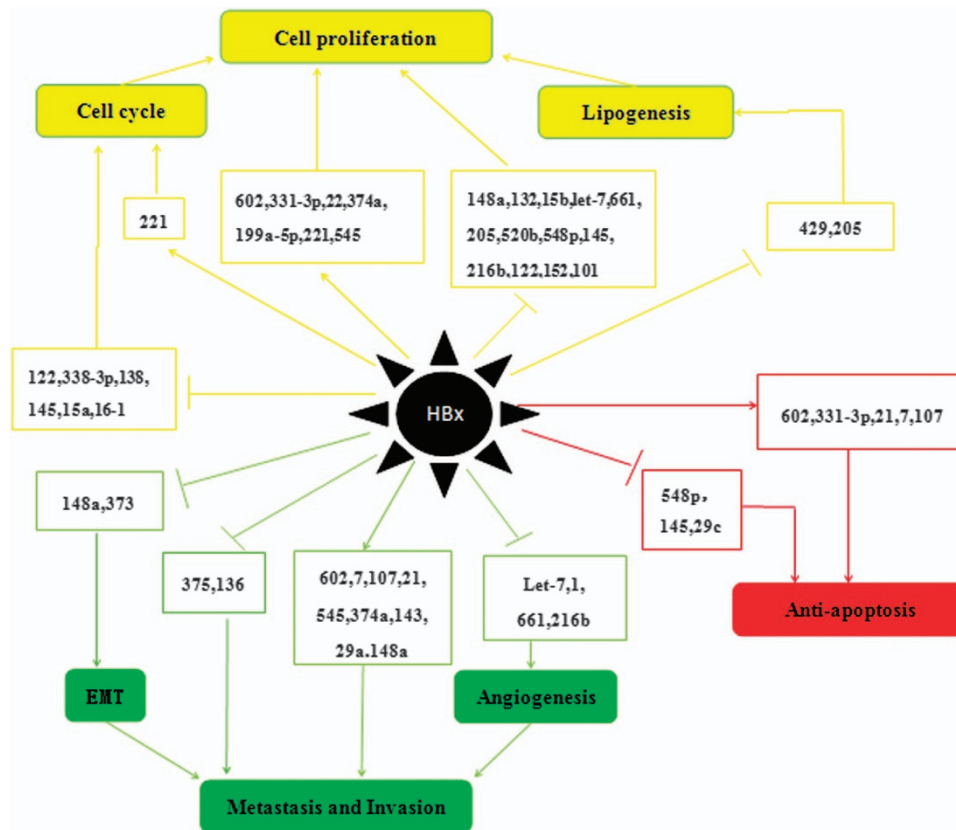 Cell proliferation
Cell cycle
Lipogenesis
221
602,331-3p,22,374a,
199a-5p,221,545
148a,132,15b,let-7,661,
205,520b,548p,145,
216b,122,152,101
429,205
122,338-3p,138,
145,15a,16-1
HBx
602,331-3p,21,7,107
148a,373
375,136
602,7,107,21,
545,374a,143,
29a.148a
Let-7,1,
661,216b
548p,
145,29c
Anti-apoptosis
EMT
Angiogenesis
Metastasis and Invasion